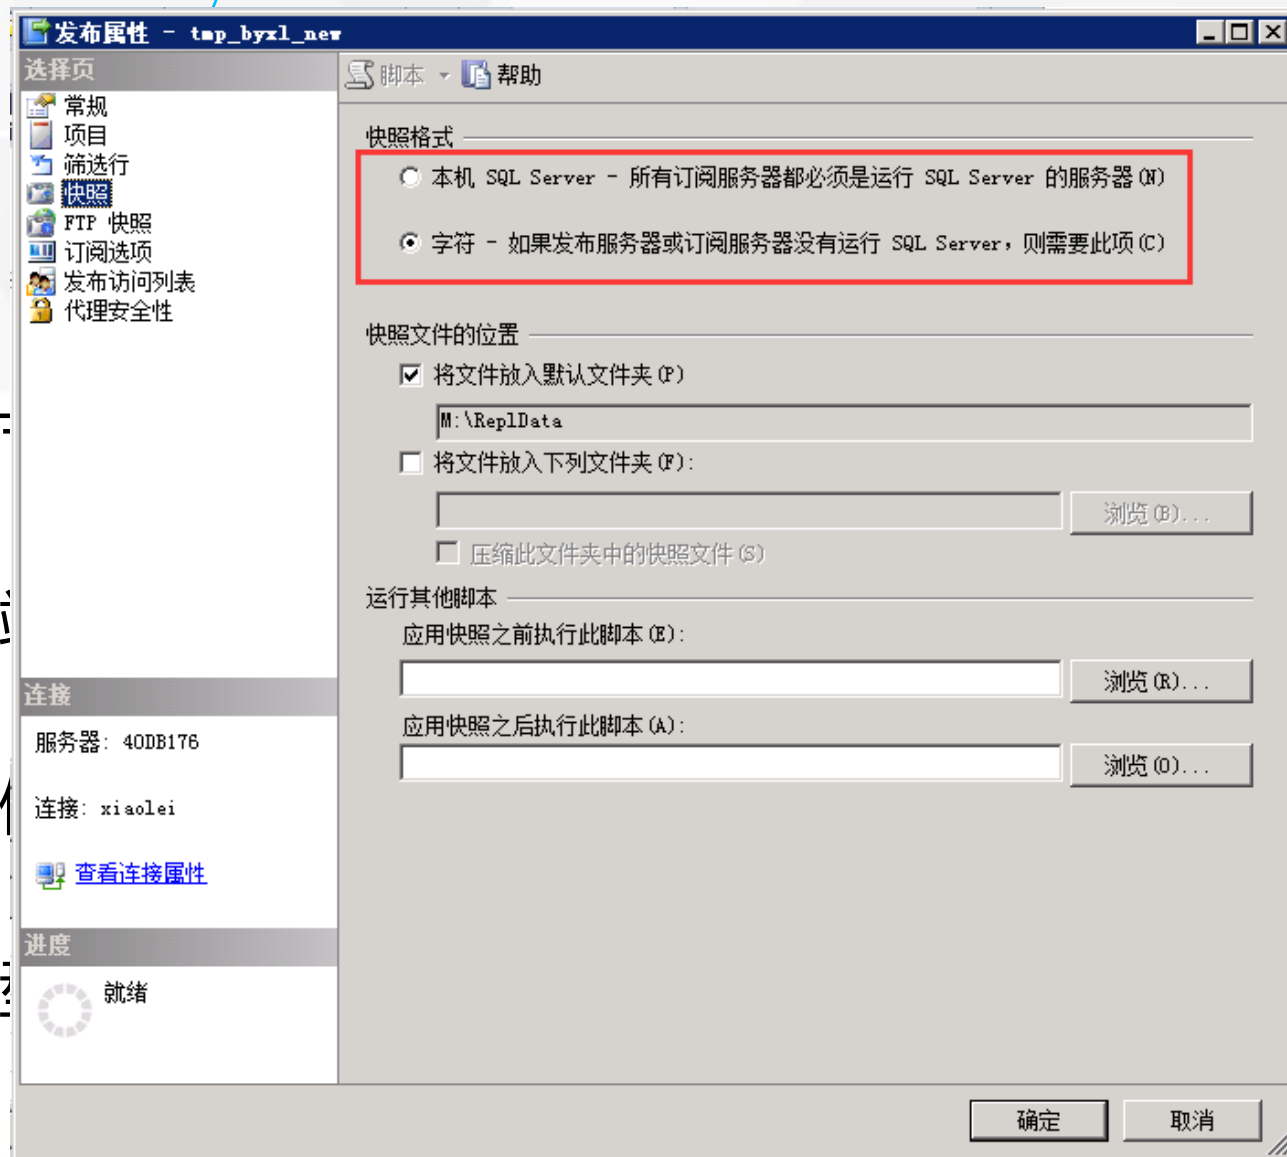 发布属性 - tmp_byxl_new
选择页
常规
项目
筛选行
快照
FTP 快照
订阅选项
发布访问列表
代理安全性
连接
服务器: 40DB176
连接: xiaolei
查看连接属性
进度
就绪
脚本 帮助
快照格式
本机 SQL Server - 所有订阅服务器都必须是运行 SQL Server 的服务器(N)
字符 - 如果发布服务器或订阅服务器没有运行 SQL Server，则需要此项(C)
快照文件的位置
将文件放入默认文件夹(P)
M:\ReplData
将文件放入下列文件夹(F):
浏览(B)...
压缩此文件夹中的快照文件(S)
运行其他脚本
应用快照之前执行此脚本(E):
浏览(R)...
应用快照之后执行此脚本(A):
浏览(O)...
确定 取消